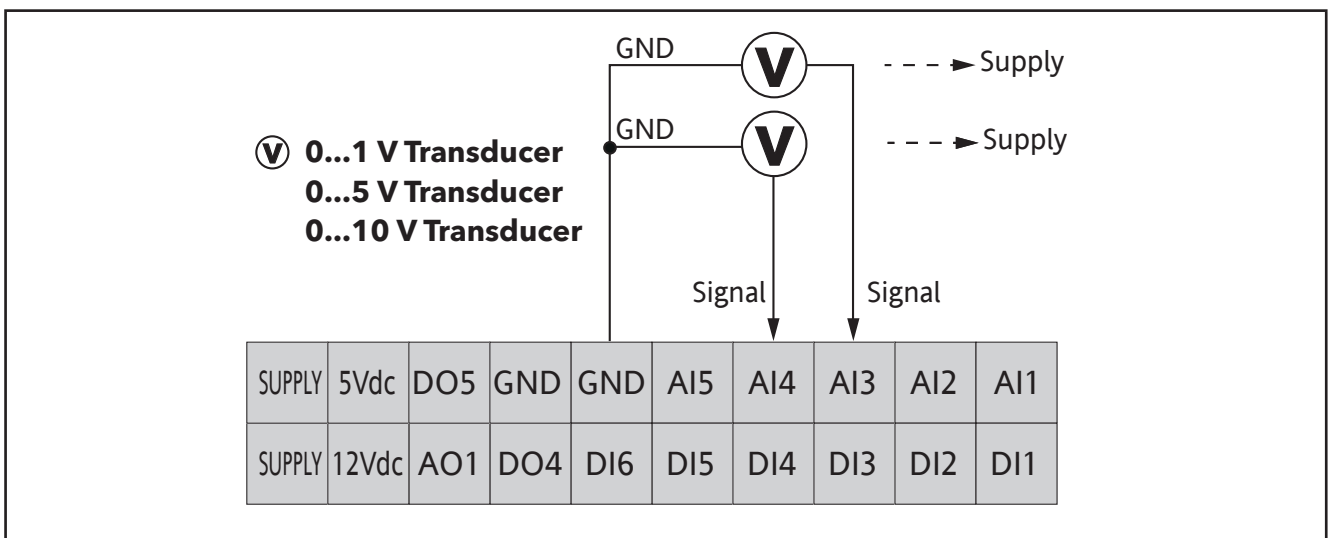 GND
V
Supply
GND
V
Supply
V 0...1 V Transducer
0...5 V Transducer
0...10 V Transducer
Signal
Signal
SUPPLY 5Vdc DO5 GND GND AI5 AI4 AI3 AI2 AI1
SUPPLY 12Vdc AO1 DO4 DI6 DI5 DI4 DI3 DI2 DI1